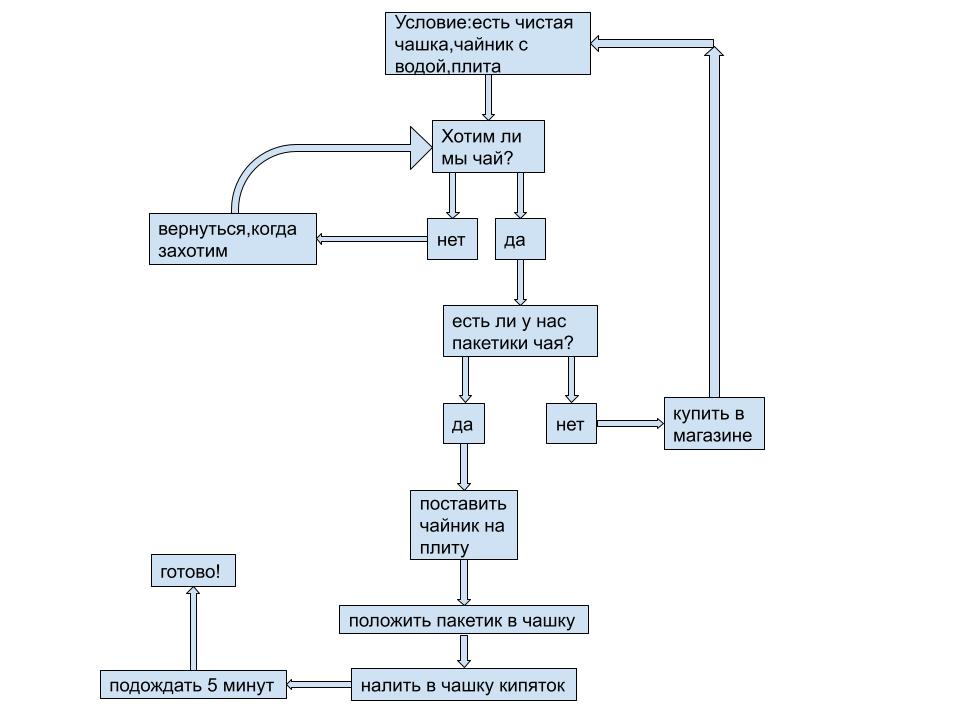 Условие:есть чистая
чашка,чайник с
водой,плита
Хотим ли
мы чай?
вернуться,когда
захотим
нет
да
есть ли у нас
пакетики чая?
да
нет
купить в
магазине
поставить
чайник на
плиту
готово!
положить пакетик в чашку
подождать 5 минут
налить в чашку кипяток